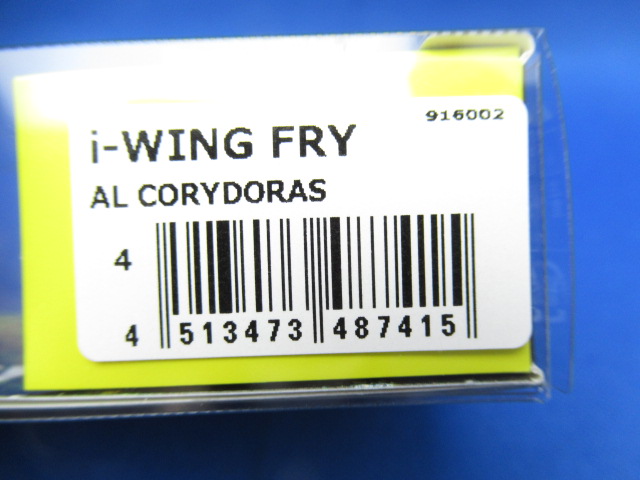 916002
i-WING FRY
AL CORYDORAS
4
4 513473 487415